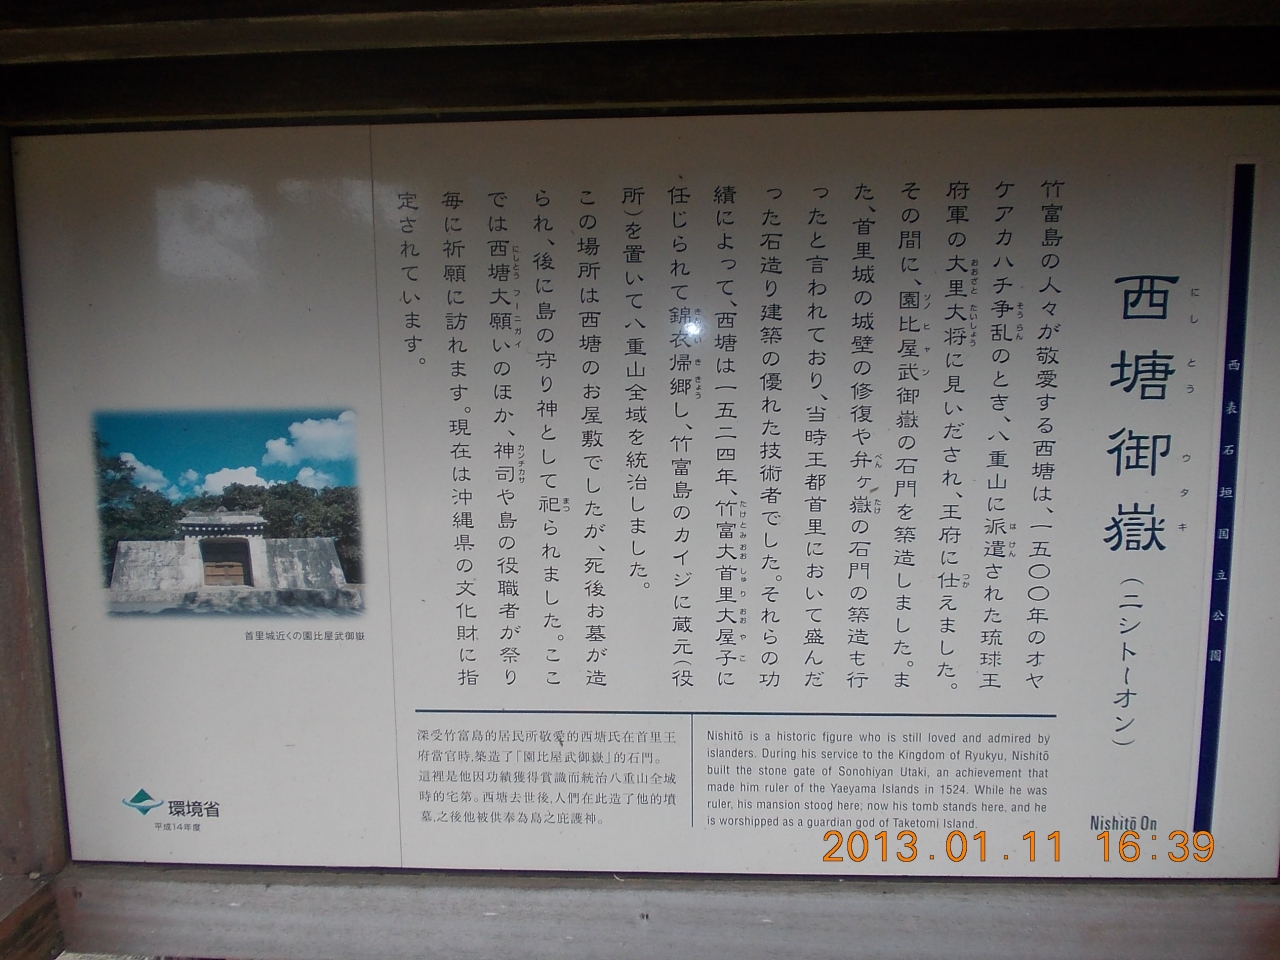 西表石垣国立公園
西塘御嶽(ニシトーオン)
にしとうウタキ
Nishitō On
竹富島の人々が敬愛する西塘は、一五〇〇年のオヤ
ケアカハチ争乱のとき、八重山に派遣された琉球王
府軍の大里大将に見いだされ、王府に仕えました。
その間に、園比屋武御嶽の石門を築造しました。ま
た、首里城の城壁の修復や弁ヶ嶽の石門の築造も行
ったと言われており、当時王都首里において盛んだ
った石造り建築の優れた技術者でした。それらの功
績によって、西塘は一五二四年、竹富大首里大屋子に
任じられて錦衣帰郷し、竹富島のカイジに蔵元(役
所)を置いて八重山全域を統治しました。
この場所は西塘のお屋敷でしたが、死後お墓が造
られ、後に島の守り神として祀られました。ここ
では西塘大願いのほか、神司や島の役職者が祭り
毎に祈願に訪れます。現在は沖縄県の文化財に指
定されています。
Nishitō is a historic figure who is still loved and admired by
islanders. During his service to the Kingdom of Ryukyu, Nishitō
built the stone gate of Sonohiyan Utaki, an achievement that
made him ruler of the Yaeyama Islands in 1524. While he was
ruler, his mansion stood here; now his tomb stands here, and he
is worshipped as a guardian god of Taketomi Island.
深受竹富島的居民所敬愛的西塘氏在首里王
府當官時,築造了「園比屋武御嶽」的石門。
這裡是他因功績獲得賞識而統治八重山全域
時的宅第。西塘去世後,人們在此造了他的墳
墓,之後他被供奉為島之庇護神。
首里城近くの園比屋武御嶽
環境省
平成14年度
2013.01.11 16:39